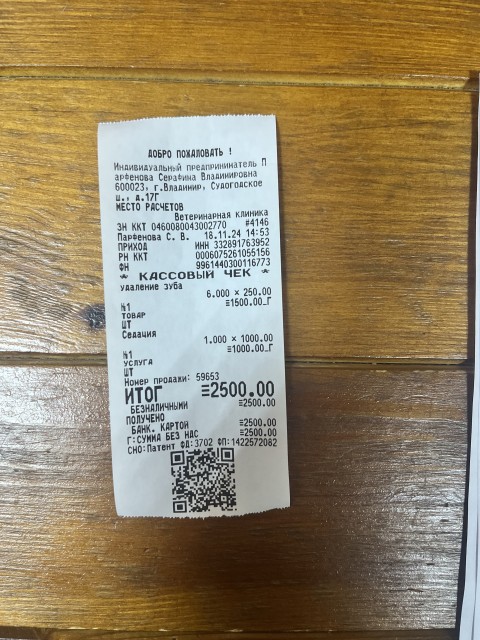 ДОБРО ПОЖАЛОВАТЬ !
Индивидуальный предприниматель П
арфенова Серафина Владимировна
600023, г.Владимир, Судогодское
ш., д.17Г
МЕСТО РАСЧЕТОВ
Ветеринарная клиника
ЗН ККТ 0460080043002770 #4146
Парфенова С. В. 18.11.24 14:53
ПРИХОД ИНН 332891763952
РН ККТ 0006075261055156
ФН 9961440300116773
* КАССОВЫЙ ЧЕК *
удаление зуба
6.000 × 250.00
№1 ≡1500.00_Г
ТОВАР
ШТ
Седация
1.000 × 1000.00
№1 ≡1000.00_Г
УСЛУГА
ШТ
Номер продажи: 59653
ИТОГ ≡2500.00
БЕЗНАЛИЧНЫМИ ≡2500.00
ПОЛУЧЕНО
БАНК. КАРТОЙ ≡2500.00
Г:СУММА БЕЗ НДС ≡2500.00
СНО:Патент ФД:3702 ФП:1422572082